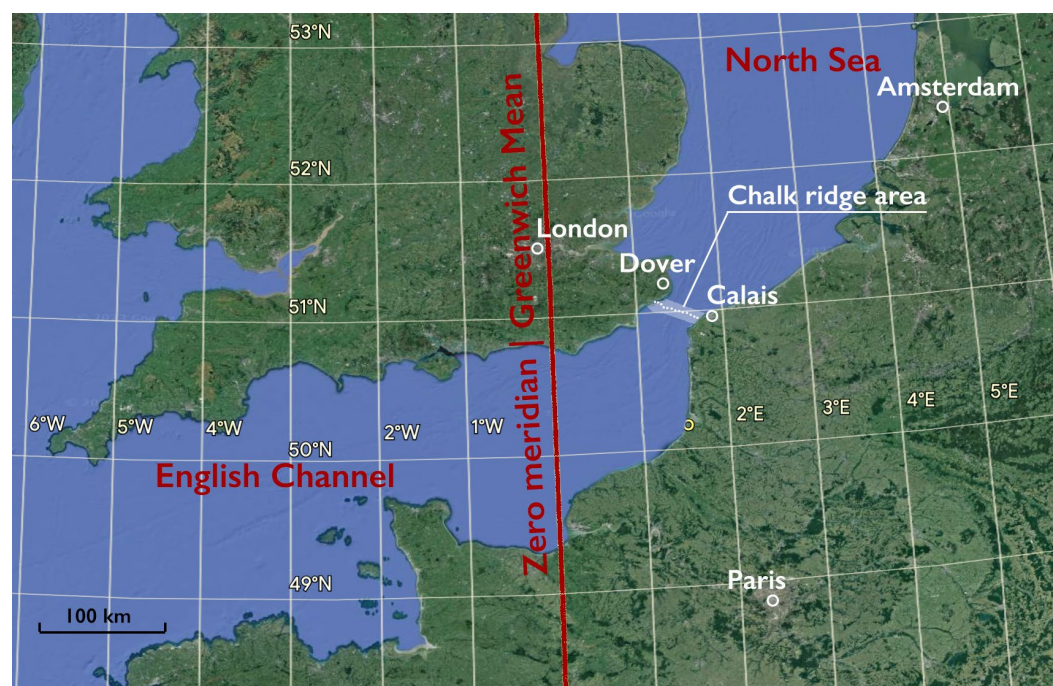 53°N
North Sea
Amsterdam
52°N
Chalk ridge area
London
Dover
51°N
Calais
Zero meridian | Greenwich Mean
6°W
5°W
4°W
2°W
1°W
2°E
3°E
4°E
5°E
50°N
English Channel
49°N
Paris
100 km